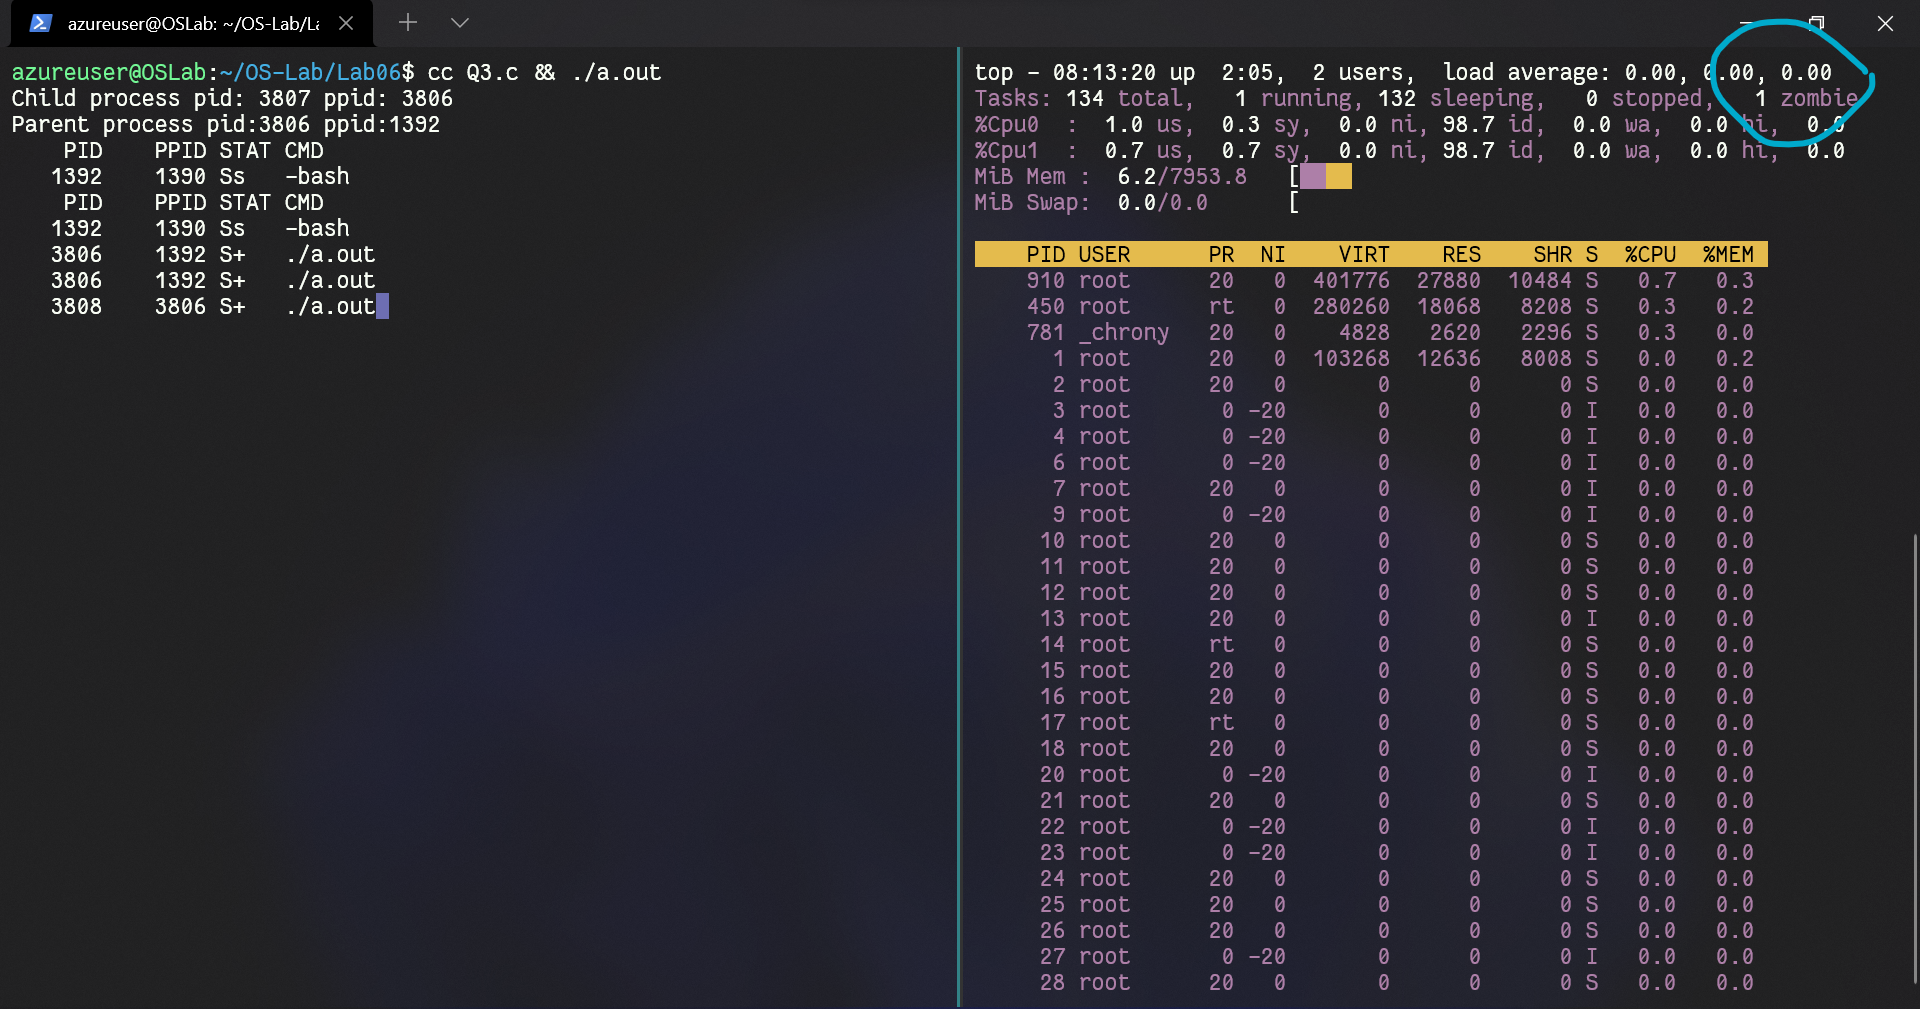 azureuser@OSLab: ~/OS-Lab/La
azureuser@OSLab:~/OS-Lab/Lab06$ cc Q3.c && ./a.out
Child process pid: 3807 ppid: 3806
Parent process pid:3806 ppid:1392
PID PPID STAT CMD
1392 1390 Ss -bash
PID PPID STAT CMD
1392 1390 Ss -bash
3806 1392 S+ ./a.out
3806 1392 S+ ./a.out
3808 3806 S+ ./a.out
top - 08:13:20 up 2:05, 2 users, load average: 0.00, 0.00, 0.00
Tasks: 134 total, 1 running, 132 sleeping, 0 stopped, 1 zombie
%Cpu0 : 1.0 us, 0.3 sy, 0.0 ni, 98.7 id, 0.0 wa, 0.0 hi, 0.0
%Cpu1 : 0.7 us, 0.7 sy, 0.0 ni, 98.7 id, 0.0 wa, 0.0 hi, 0.0
MiB Mem : 6.2/7953.8 [
MiB Swap: 0.0/0.0 [
PID USER PR NI VIRT RES SHR S %CPU %MEM
910 root 20 0 401776 27880 10484 S 0.7 0.3
450 root rt 0 280260 18068 8208 S 0.3 0.2
781 _chrony 20 0 4828 2620 2296 S 0.3 0.0
1 root 20 0 103268 12636 8008 S 0.0 0.2
2 root 20 0 0 0 0 S 0.0 0.0
3 root 0 -20 0 0 0 I 0.0 0.0
4 root 0 -20 0 0 0 I 0.0 0.0
6 root 0 -20 0 0 0 I 0.0 0.0
7 root 20 0 0 0 0 I 0.0 0.0
9 root 0 -20 0 0 0 I 0.0 0.0
10 root 20 0 0 0 0 S 0.0 0.0
11 root 20 0 0 0 0 S 0.0 0.0
12 root 20 0 0 0 0 S 0.0 0.0
13 root 20 0 0 0 0 I 0.0 0.0
14 root rt 0 0 0 0 S 0.0 0.0
15 root 20 0 0 0 0 S 0.0 0.0
16 root 20 0 0 0 0 S 0.0 0.0
17 root rt 0 0 0 0 S 0.0 0.0
18 root 20 0 0 0 0 S 0.0 0.0
20 root 0 -20 0 0 0 I 0.0 0.0
21 root 20 0 0 0 0 S 0.0 0.0
22 root 0 -20 0 0 0 I 0.0 0.0
23 root 0 -20 0 0 0 I 0.0 0.0
24 root 20 0 0 0 0 S 0.0 0.0
25 root 20 0 0 0 0 S 0.0 0.0
26 root 20 0 0 0 0 S 0.0 0.0
27 root 0 -20 0 0 0 I 0.0 0.0
28 root 20 0 0 0 0 S 0.0 0.0